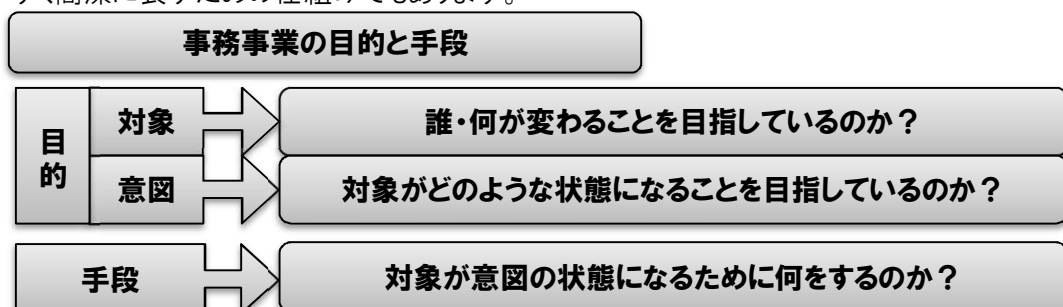 事務事業の目的と手段
目的
対象
誰・何が変わることを目指しているのか？
意図
対象がどのような状態になることを目指しているのか？
手段
対象が意図の状態になるために何をするのか？